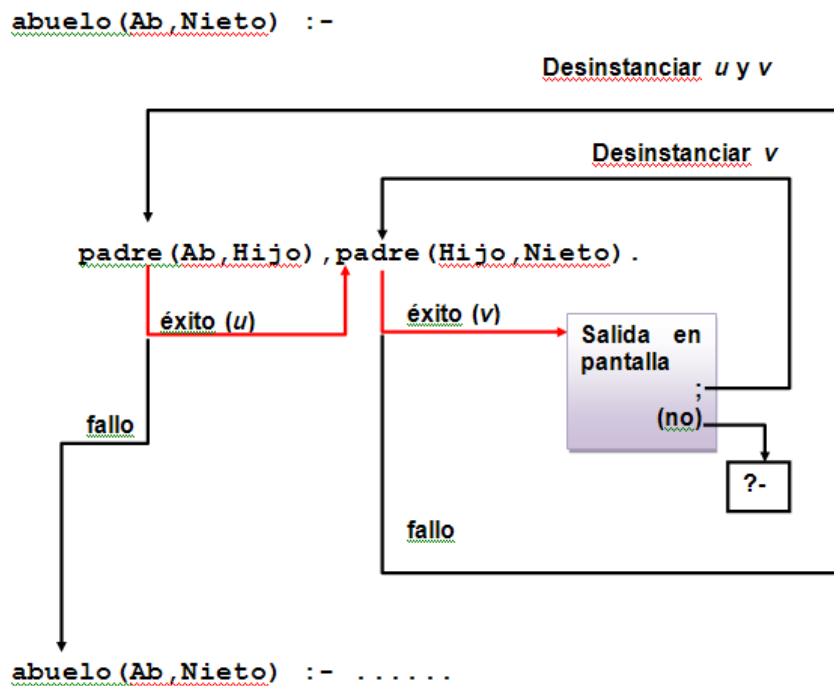 abuelo(Ab,Nieto) :-
Desinstanciar u y v
Desinstanciar v
padre(Ab,Hijo),padre(Hijo,Nieto).
éxito (u)
éxito (v)
Salida en
pantalla
;
(no)
fallo
?-
fallo
abuelo(Ab,Nieto) :- ......